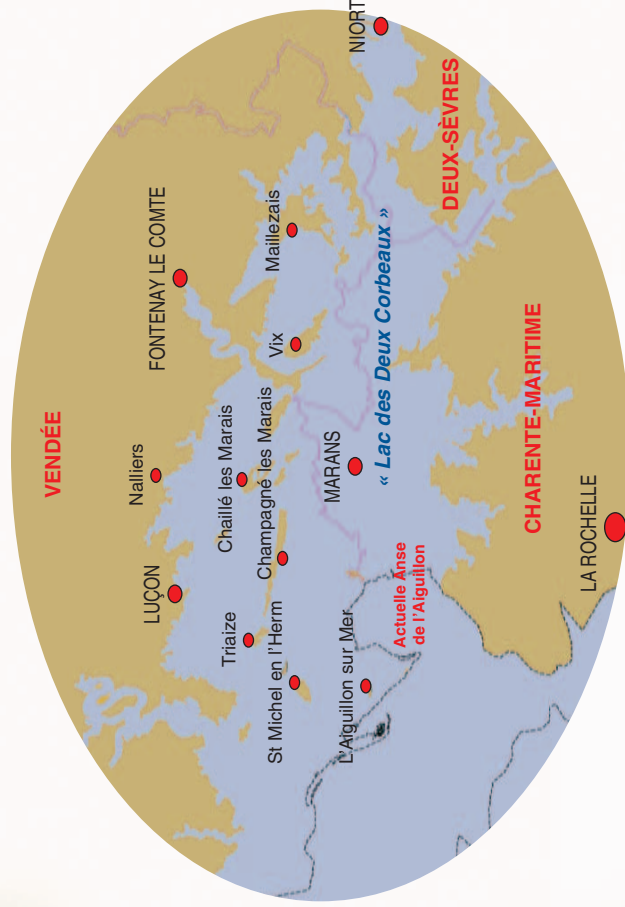 VENDÉE
FONTENAY LE COMTE
NIORT
Nalliers
LUÇON
Chaillé les Marais
Maillezais
Triaize
Champagné les Marais
Vix
St Michel en l'Herm
MARANS
« Lac des Deux Corbeaux »
DEUX-SÈVRES
L'Aiguillon sur Mer
Actuelle Anse
de l'Aiguillon
CHARENTE-MARITIME
LA ROCHELLE